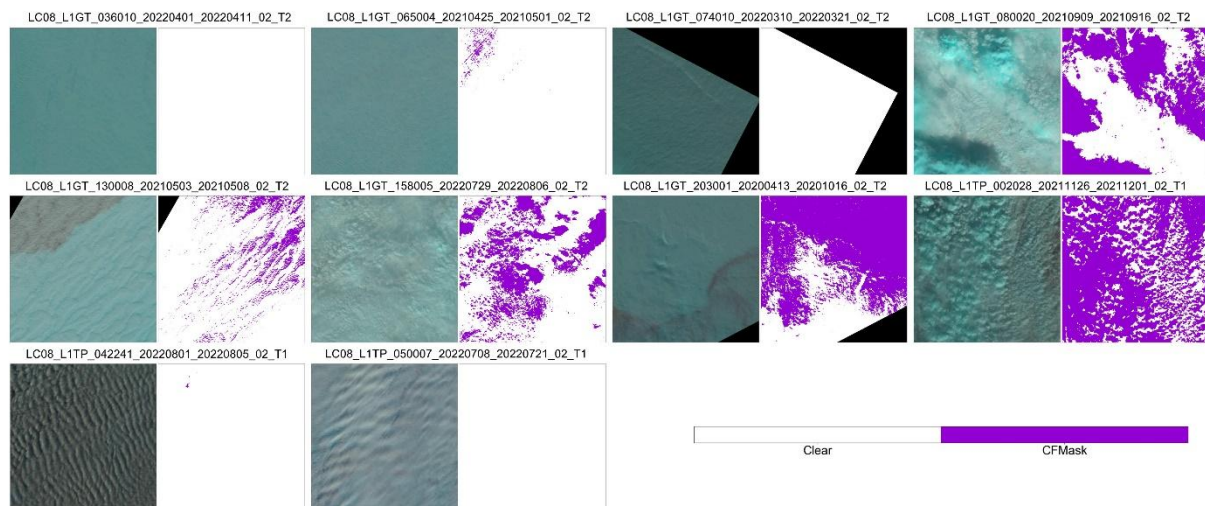 LC08_L1GT_036010_20220401_20220411_02_T2
LC08_L1GT_065004_20210425_20210501_02_T2
LC08_L1GT_074010_20220310_20220321_02_T2
LC08_L1GT_080020_20210909_20210916_02_T2
LC08_L1GT_130008_20210503_20210508_02_T2
LC08_L1GT_158005_20220729_20220806_02_T2
LC08_L1GT_203001_20200413_20201016_02_T2
LC08_L1TP_002028_20211126_20211201_02_T1
LC08_L1TP_042241_20220801_20220805_02_T1
LC08_L1TP_050007_20220708_20220721_02_T1
Clear
CFMask